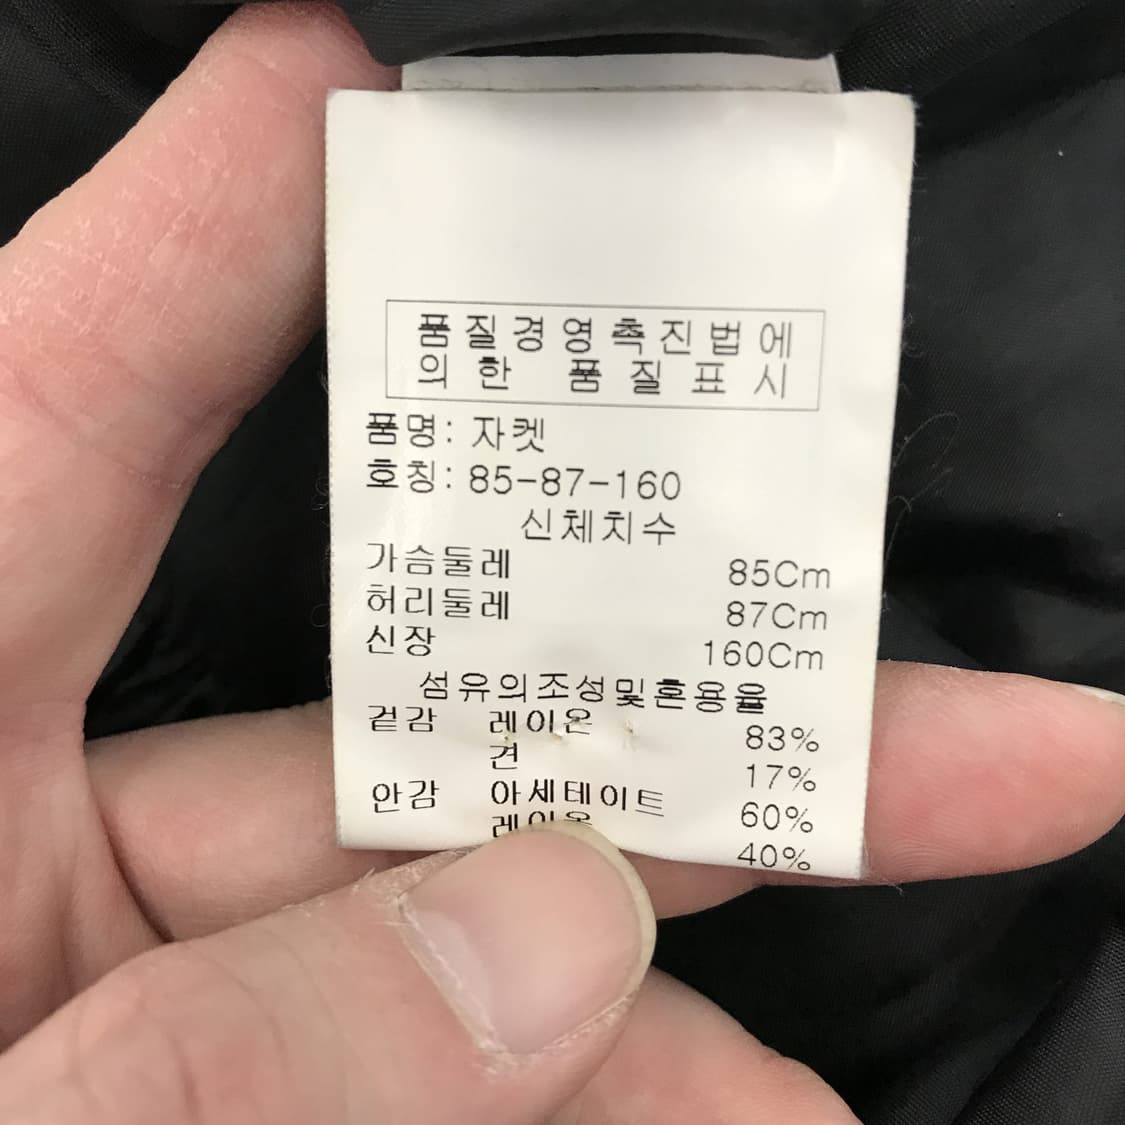 품질경영촉진법에
의한 품질표시
품명: 자켓
호칭: 85-87-160
신체치수
가슴둘레 85Cm
허리둘레 87Cm
신장 160Cm
섬유의조성및혼용율
겉감 레이온 83%
견 17%
안감 아세테이트 60%
레이온 40%